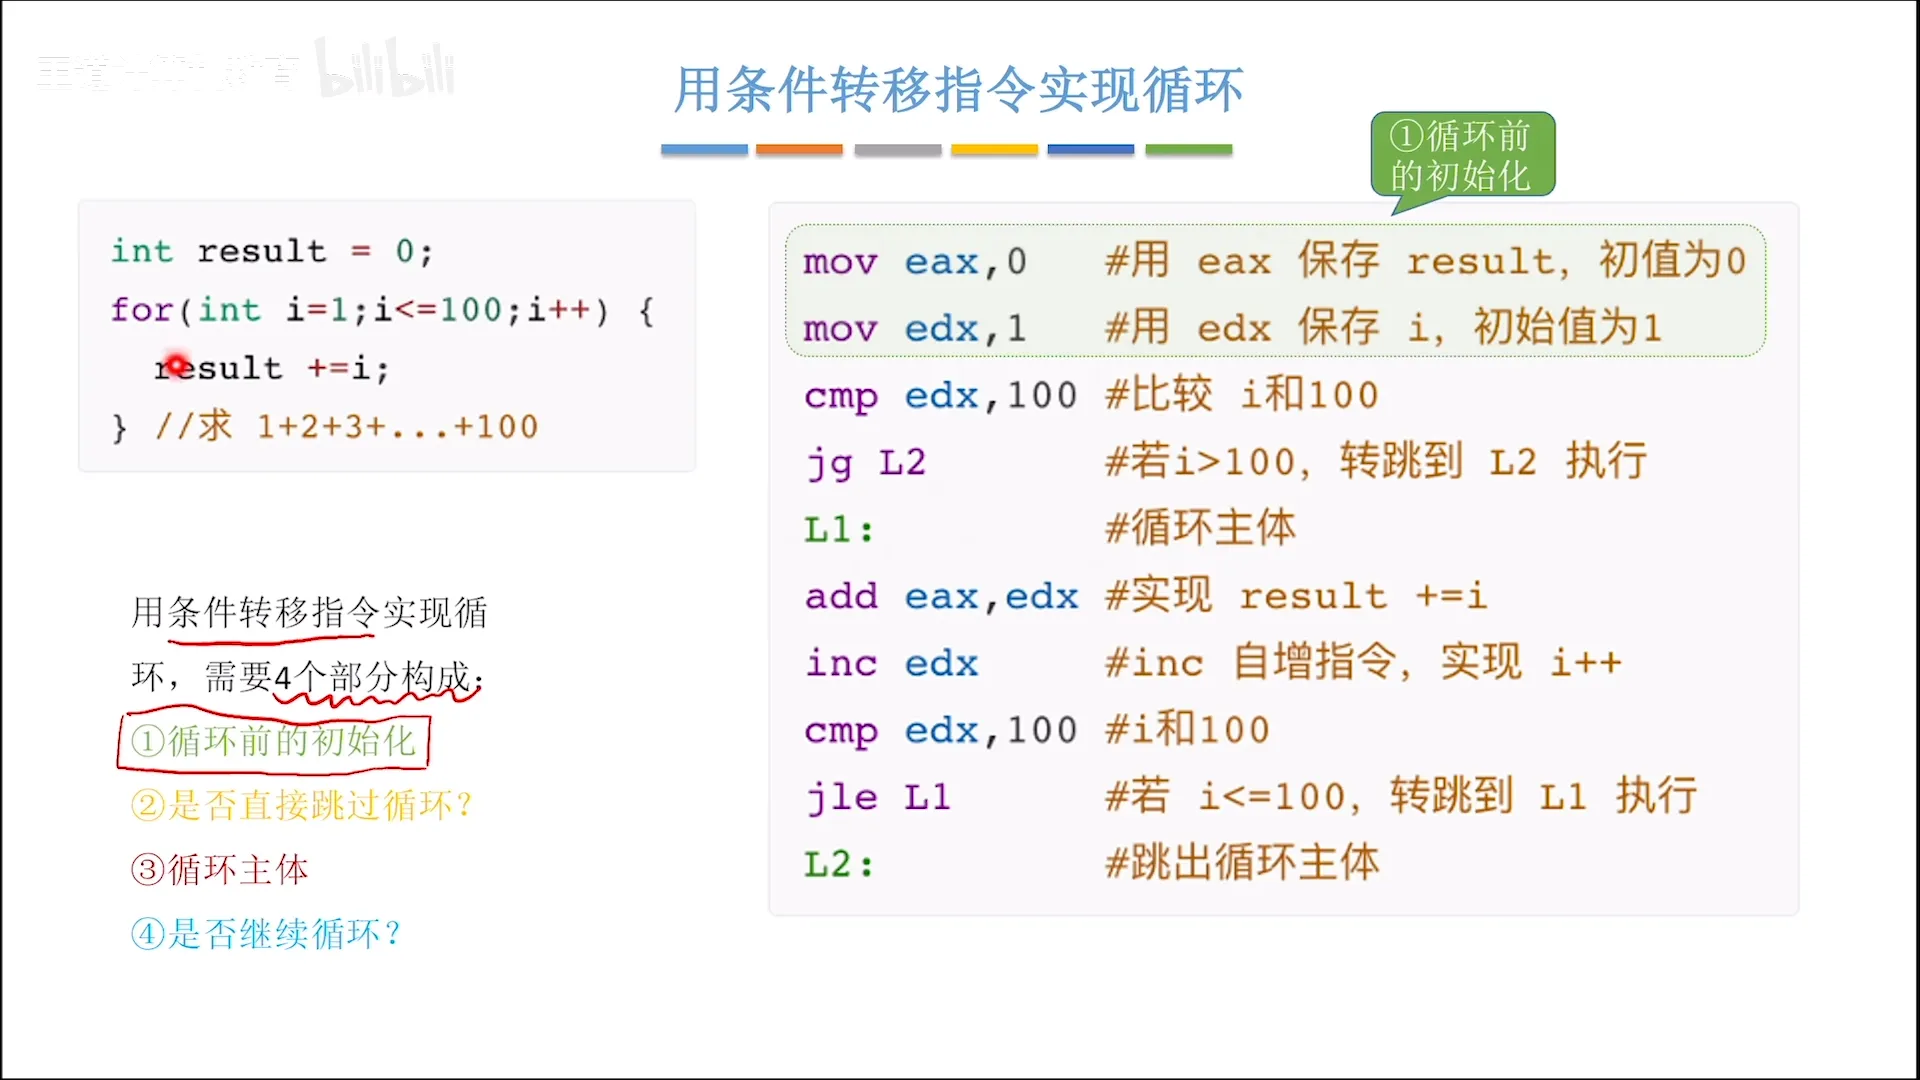 bilibili
用条件转移指令实现循环
①循环前
的初始化
int result = 0;
for(int i=1;i<=100;i++) {
result +=i;
} //求 1+2+3+...+100
用条件转移指令实现循
环，需要4个部分构成：
①循环前的初始化
②是否直接跳过循环？
③循环主体
④是否继续循环？
mov eax,0 #用 eax 保存 result, 初值为0
mov edx,1 #用 edx 保存 i, 初始值为1
cmp edx,100 #比较 i和100
jg L2 #若i>100, 转跳到 L2 执行
L1: #循环主体
add eax,edx #实现 result +=i
inc edx #inc 自增指令, 实现 i++
cmp edx,100 #i和100
jle L1 #若 i<=100, 转跳到 L1 执行
L2: #跳出循环主体